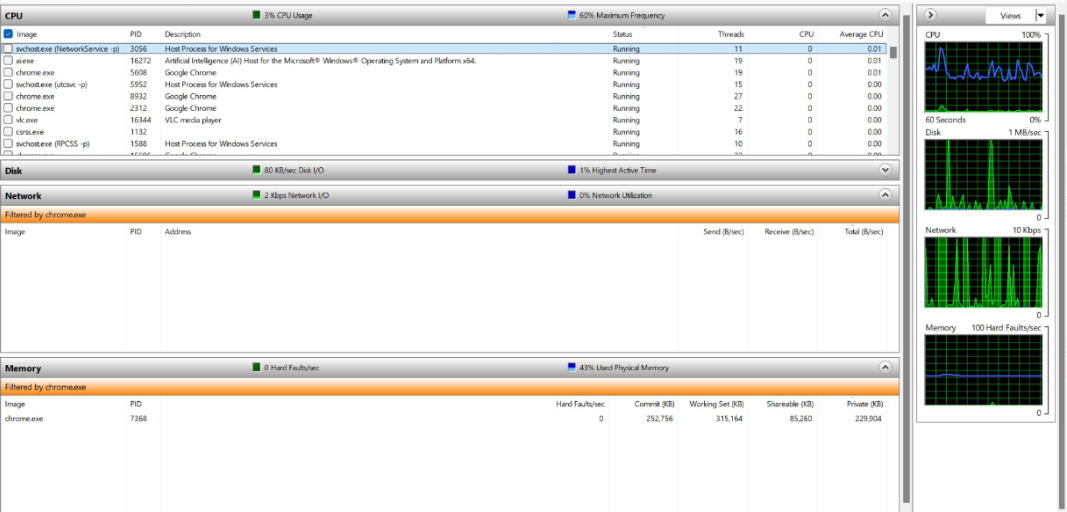 CPU 3% CPU Usage 60% Maximum Frequency
Image PID Description Status Threads CPU Average CPU
svchost.exe (NetworkService -p) 3056 Host Process for Windows Services Running 11 0 0.01
ai.exe 16272 Artificial Intelligence (AI) Host for the Microsoft® Windows® Operating System and Platform x64. Running 19 0 0.01
chrome.exe 5608 Google Chrome Running 19 0 0.01
svchost.exe (utcsvc -p) 5952 Host Process for Windows Services Running 15 0 0.00
chrome.exe 8932 Google Chrome Running 27 0 0.00
chrome.exe 2312 Google Chrome Running 22 0 0.00
vlc.exe 16344 VLC media player Running 7 0 0.00
csrss.exe 1132 Running 16 0 0.00
svchost.exe (RPCSS -p) 1588 Host Process for Windows Services Running 10 0 0.00
Disk 80 KB/sec Disk I/O 1% Highest Active Time
Network 2 Kbps Network I/O 0% Network Utilization
Filtered by chrome.exe
Image PID Address Send (B/sec) Receive (B/sec) Total (B/sec)
Memory 0 Hard Faults/sec 43% Used Physical Memory
Filtered by chrome.exe
Image PID Hard Faults/sec Commit (KB) Working Set (KB) Shareable (KB) Private (KB)
chrome.exe 7368 0 252,756 315,164 85,260 229,904
Views
CPU 100%
60 Seconds 0%
Disk 1 MB/sec
0
Network 10 Kbps
0
Memory 100 Hard Faults/sec
0